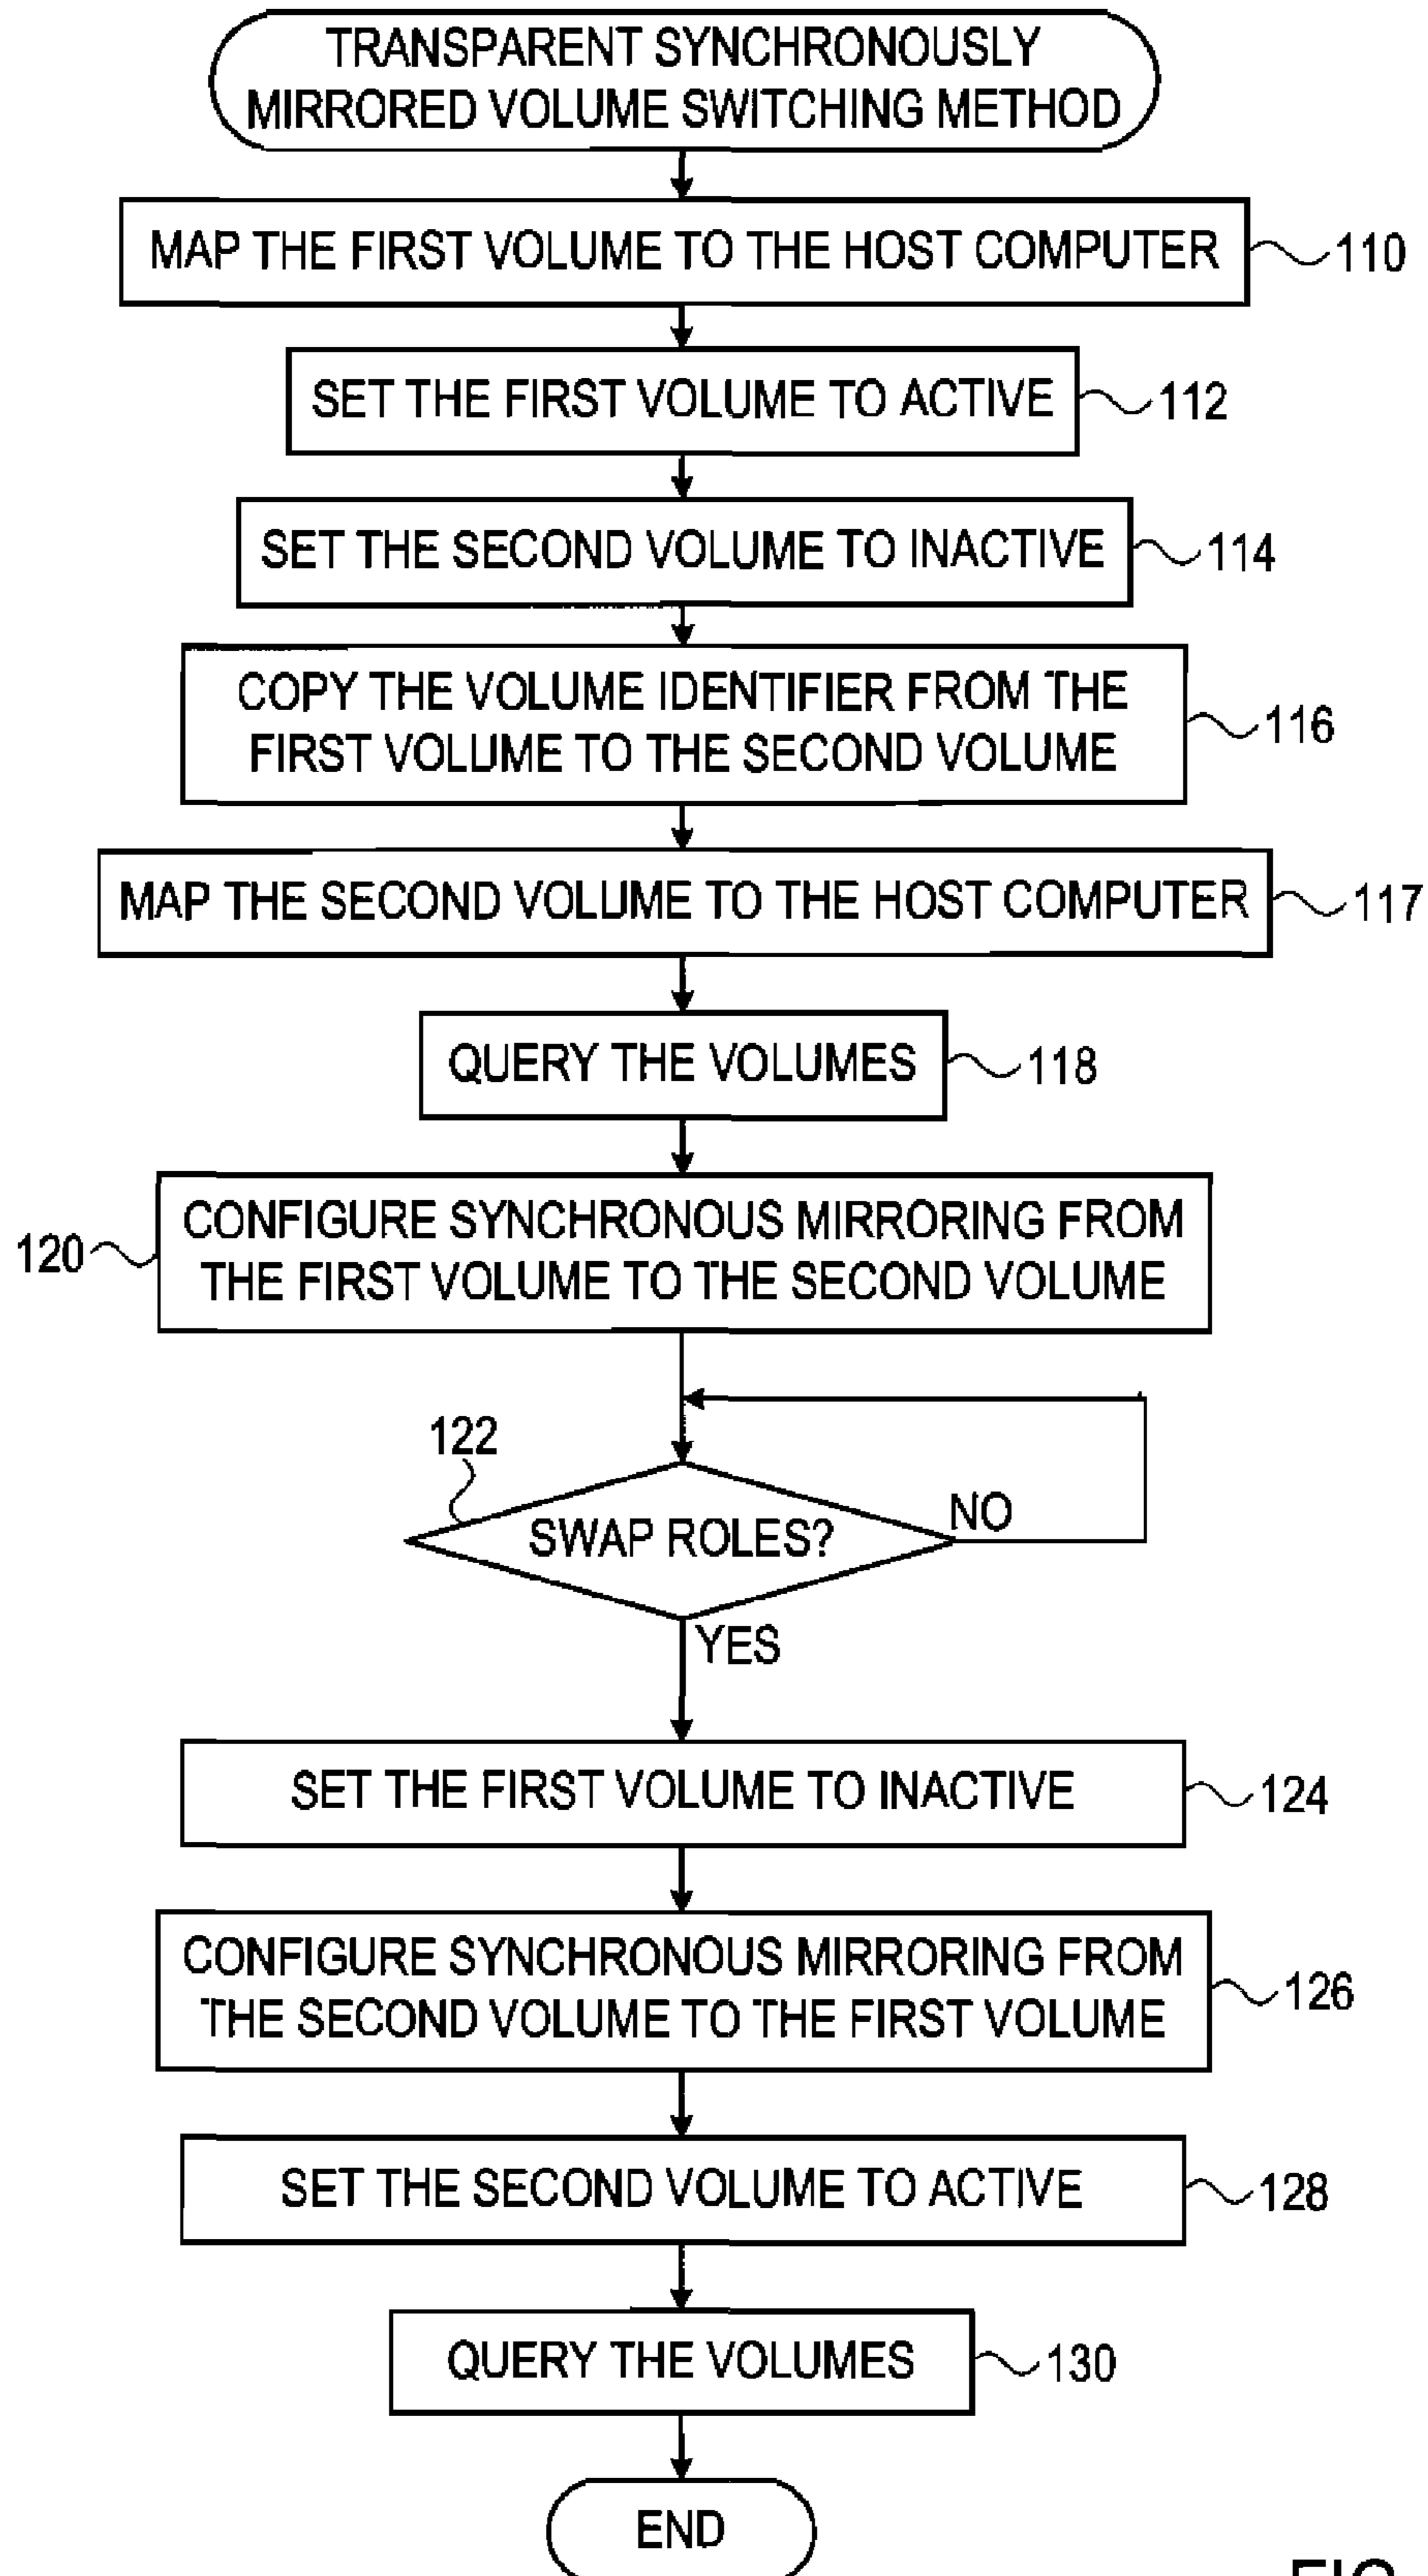 TRANSPARENT SYNCHRONOUSLY
MIRRORED VOLUME SWITCHING METHOD
MAP THE FIRST VOLUME TO THE HOST COMPUTER
110
SET THE FIRST VOLUME TO ACTIVE
112
SET THE SECOND VOLUME TO INACTIVE
114
COPY THE VOLUME IDENTIFIER FROM THE
FIRST VOLUME TO THE SECOND VOLUME
116
MAP THE SECOND VOLUME TO THE HOST COMPUTER
117
QUERY THE VOLUMES
118
CONFIGURE SYNCHRONOUS MIRRORING FROM
THE FIRST VOLUME TO THE SECOND VOLUME
120
122
SWAP ROLES?
NO
YES
SET THE FIRST VOLUME TO INACTIVE
124
CONFIGURE SYNCHRONOUS MIRRORING FROM
THE SECOND VOLUME TO THE FIRST VOLUME
126
SET THE SECOND VOLUME TO ACTIVE
128
QUERY THE VOLUMES
130
END